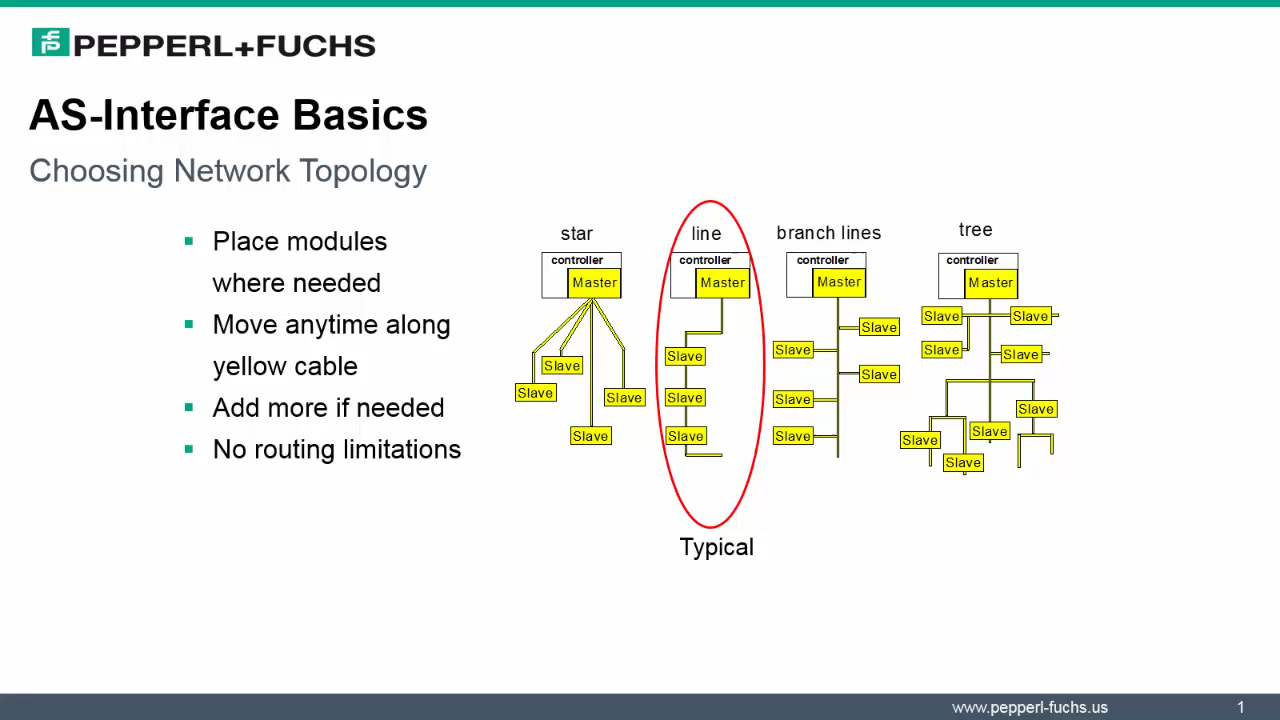 PEPPERL+FUCHS
AS-Interface Basics
Choosing Network Topology
▪ Place modules
where needed
▪ Move anytime along
yellow cable
▪ Add more if needed
▪ No routing limitations
star
controller
Master
Slave
Slave
Slave
Slave
line
controller
Master
Slave
Slave
Slave
Typical
branch lines
controller
Master
Slave
Slave
Slave
Slave
Slave
tree
controller
Master
Slave
Slave
Slave
Slave
Slave
Slave
Slave
Slave
www.pepperl-fuchs.us
1